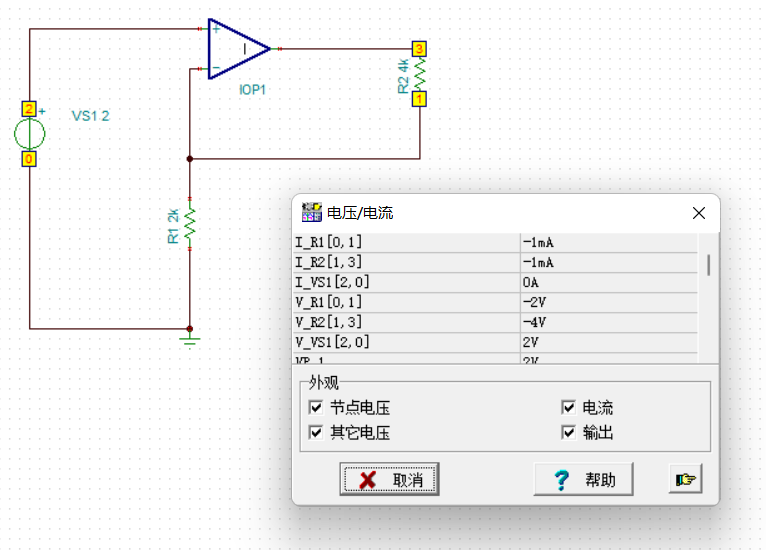 +
I
−
IOP1
3
R2 4k
1
2
+
VS1 2
0
R1 2k
电压/电流
I_R1[0,1] -1mA
I_R2[1,3] -1mA
I_VS1[2,0] 0A
V_R1[0,1] -2V
V_R2[1,3] -4V
V_VS1[2,0] 2V
VP_1 2V
外观
节点电压 电流
其它电压 输出
取消 帮助